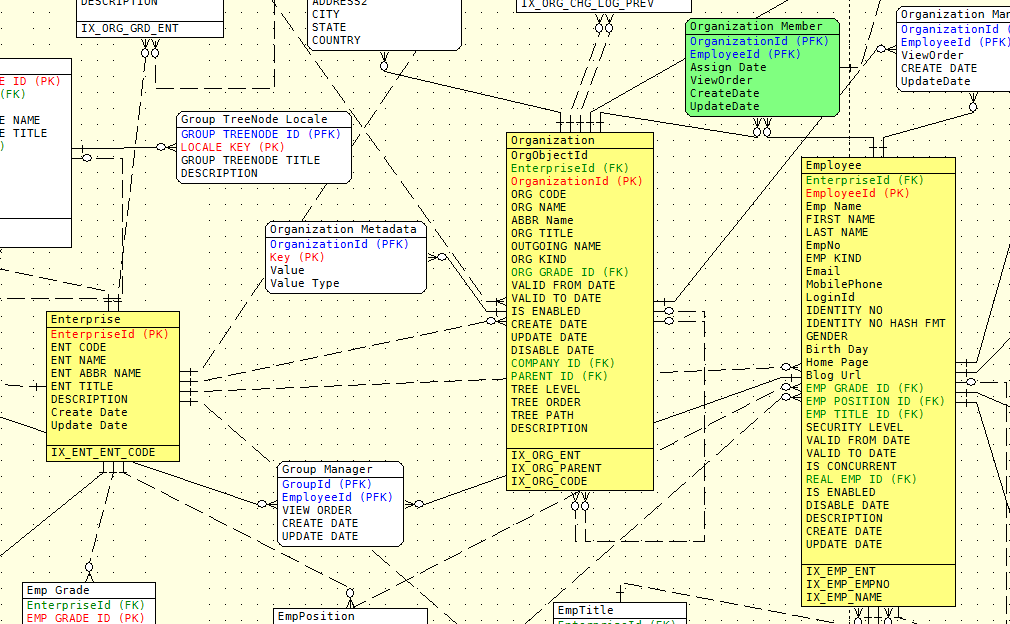 DESCRIPTION
IX_ORG_GRD_ENT
ADDRESS2
CITY
STATE
COUNTRY
IX_ORG_CHG_LOG_PREV
Organization Member
OrganizationId (PFK)
EmployeeId (PFK)
Assign Date
ViewOrder
CreateDate
UpdateDate
Organization Man
OrganizationId (
EmployeeId (PFK)
ViewOrder
CREATE DATE
UpdateDate
E ID (PK)
(FK)
E NAME
E TITLE
)
Group TreeNode Locale
GROUP TREENODE ID (PFK)
LOCALE KEY (PK)
GROUP TREENODE TITLE
DESCRIPTION
Organization Metadata
OrganizationId (PFK)
Key (PK)
Value
Value Type
Organization
OrgObjectId
EnterpriseId (FK)
OrganizationId (PK)
ORG CODE
ORG NAME
ABBR Name
ORG TITLE
OUTGOING NAME
ORG KIND
ORG GRADE ID (FK)
VALID FROM DATE
VALID TO DATE
IS ENABLED
CREATE DATE
UPDATE DATE
DISABLE DATE
COMPANY ID (FK)
PARENT ID (FK)
TREE LEVEL
TREE ORDER
TREE PATH
DESCRIPTION
IX_ORG_ENT
IX_ORG_PARENT
IX_ORG_CODE
Employee
EnterpriseId (FK)
EmployeeId (PK)
Emp Name
FIRST NAME
LAST NAME
EmpNo
EMP KIND
Email
MobilePhone
LoginId
IDENTITY NO
IDENTITY NO HASH FMT
GENDER
Birth Day
Home Page
Blog Url
EMP GRADE ID (FK)
EMP POSITION ID (FK)
EMP TITLE ID (FK)
SECURITY LEVEL
VALID FROM DATE
VALID TO DATE
IS CONCURRENT
REAL EMP ID (FK)
IS ENABLED
DISABLE DATE
DESCRIPTION
CREATE DATE
UPDATE DATE
IX_EMP_ENT
IX_EMP_EMPNO
IX_EMP_NAME
Enterprise
EnterpriseId (PK)
ENT CODE
ENT NAME
ENT ABBR NAME
ENT TITLE
DESCRIPTION
Create Date
Update Date
IX_ENT_ENT_CODE
Group Manager
GroupId (PFK)
EmployeeId (PFK)
VIEW ORDER
CREATE DATE
UPDATE DATE
Emp Grade
EnterpriseId (FK)
EMP GRADE ID (PK)
EmpPosition
EmpTitle
EnterpriseId (FK)